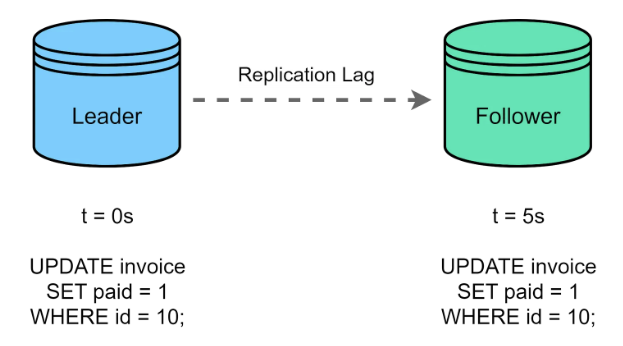 Replication Lag
Leader
Follower
t = 0s
t = 5s
UPDATE invoice
SET paid = 1
WHERE id = 10;
UPDATE invoice
SET paid = 1
WHERE id = 10;